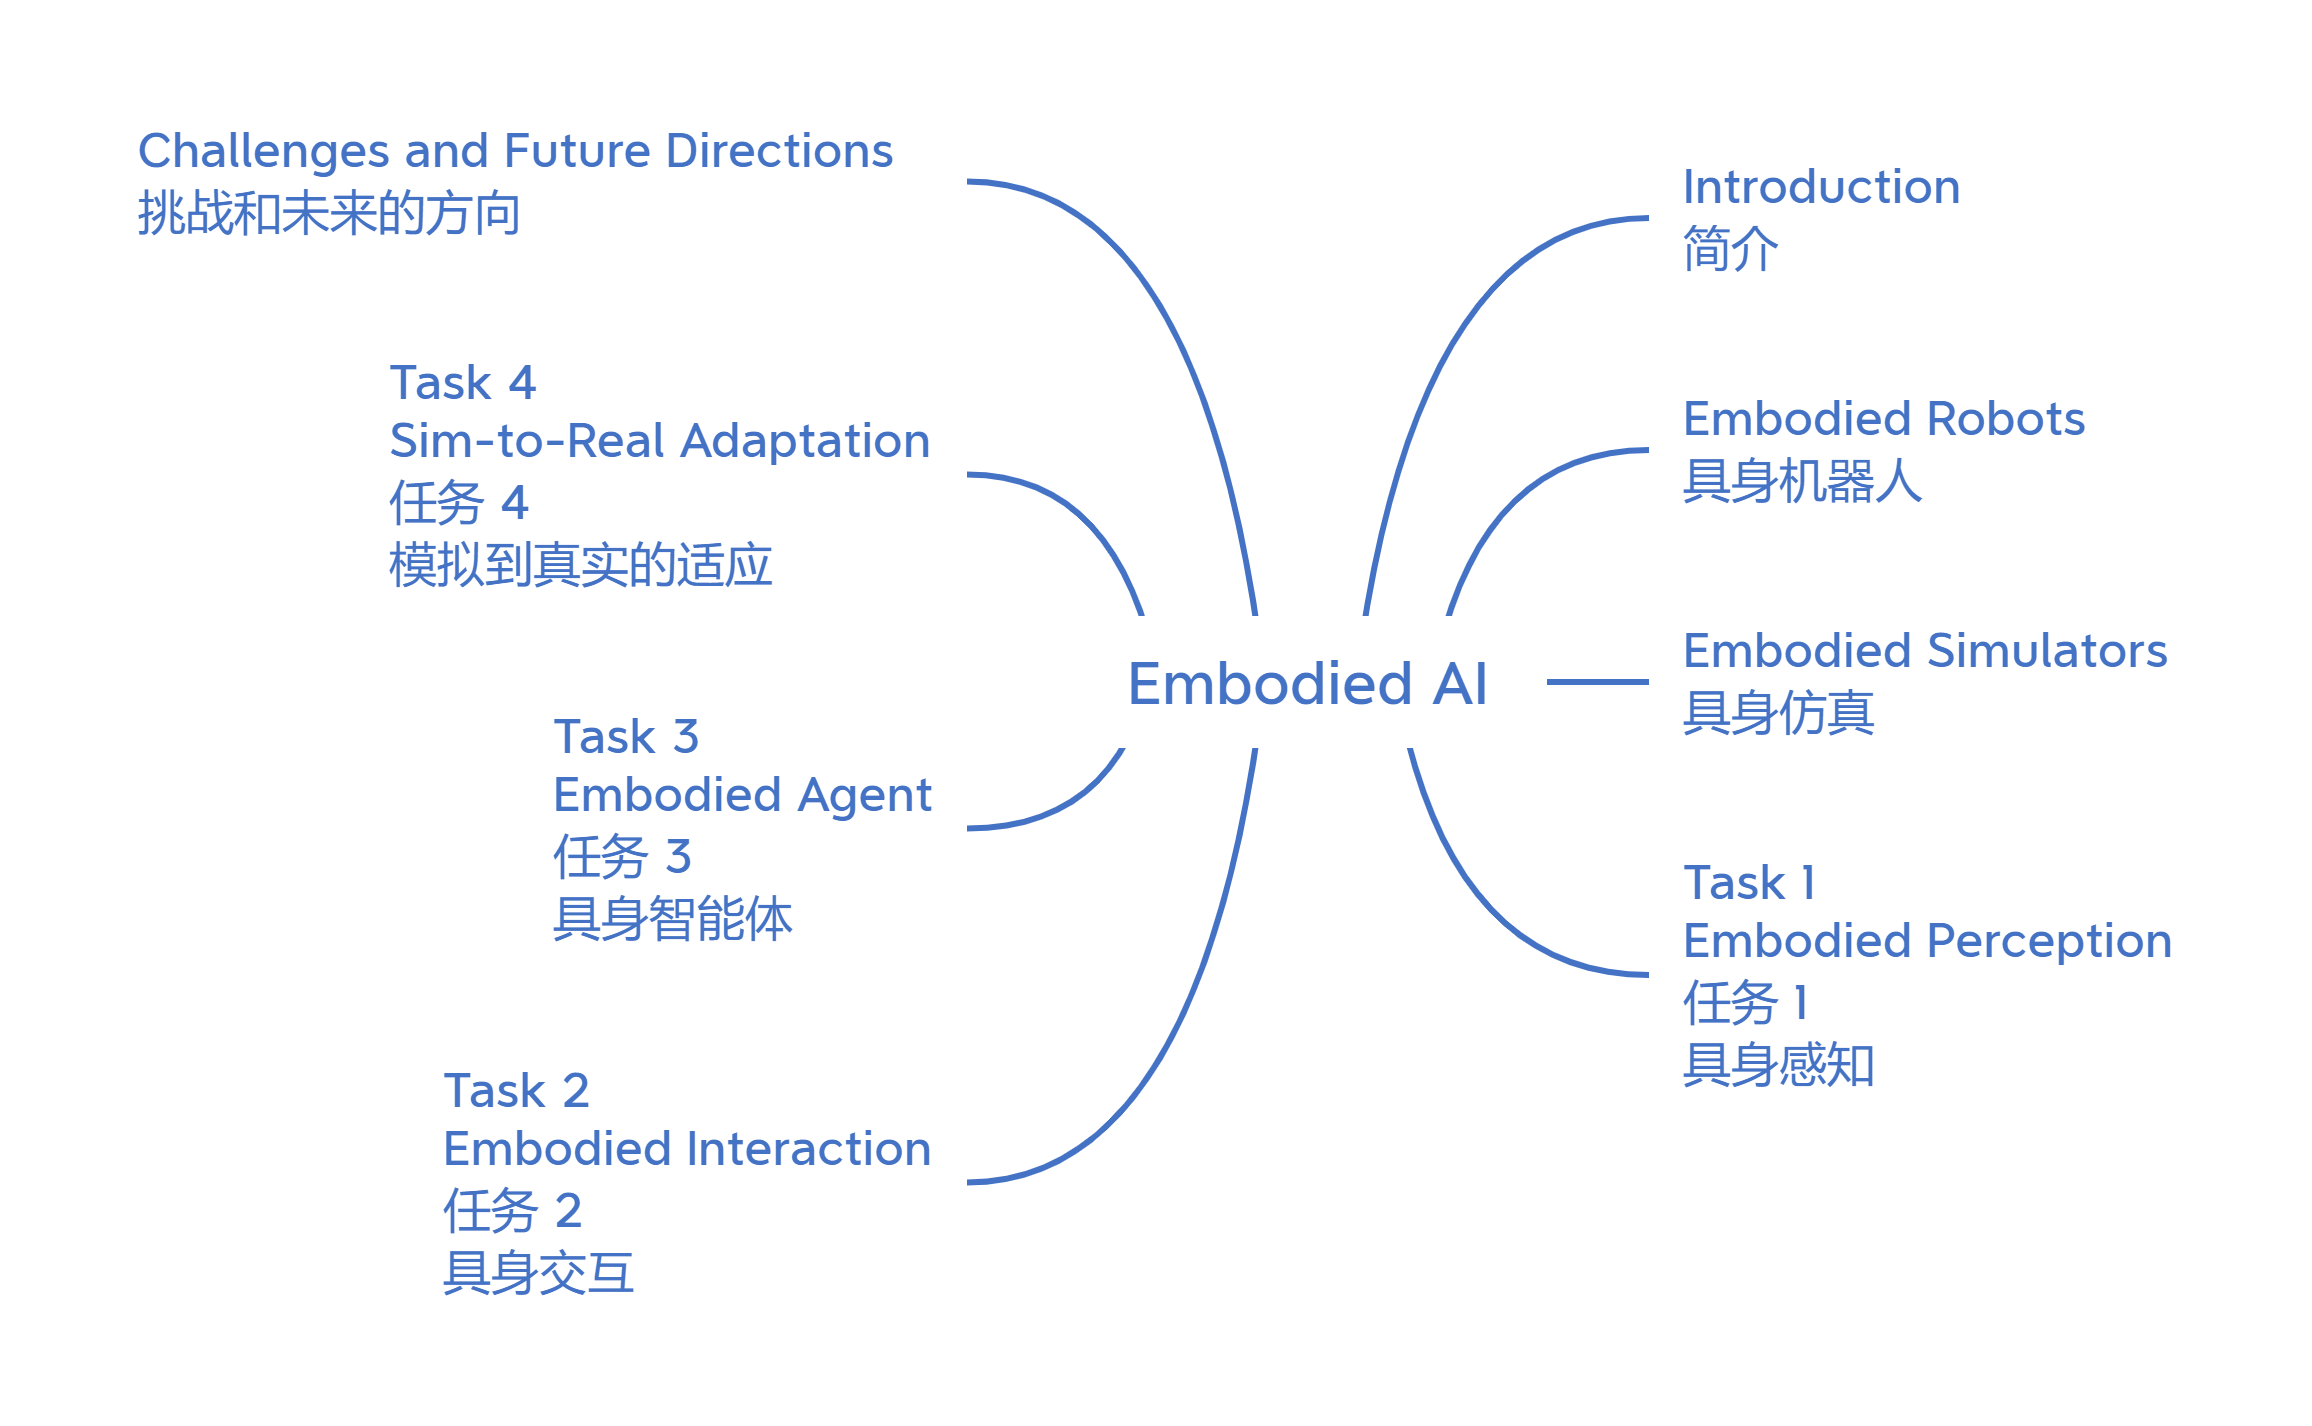 Challenges and Future Directions
挑战和未来的方向
Task 4
Sim-to-Real Adaptation
任务 4
模拟到真实的适应
Task 3
Embodied Agent
任务 3
具身智能体
Task 2
Embodied Interaction
任务 2
具身交互
Embodied AI
Introduction
简介
Embodied Robots
具身机器人
Embodied Simulators
具身仿真
Task 1
Embodied Perception
任务 1
具身感知